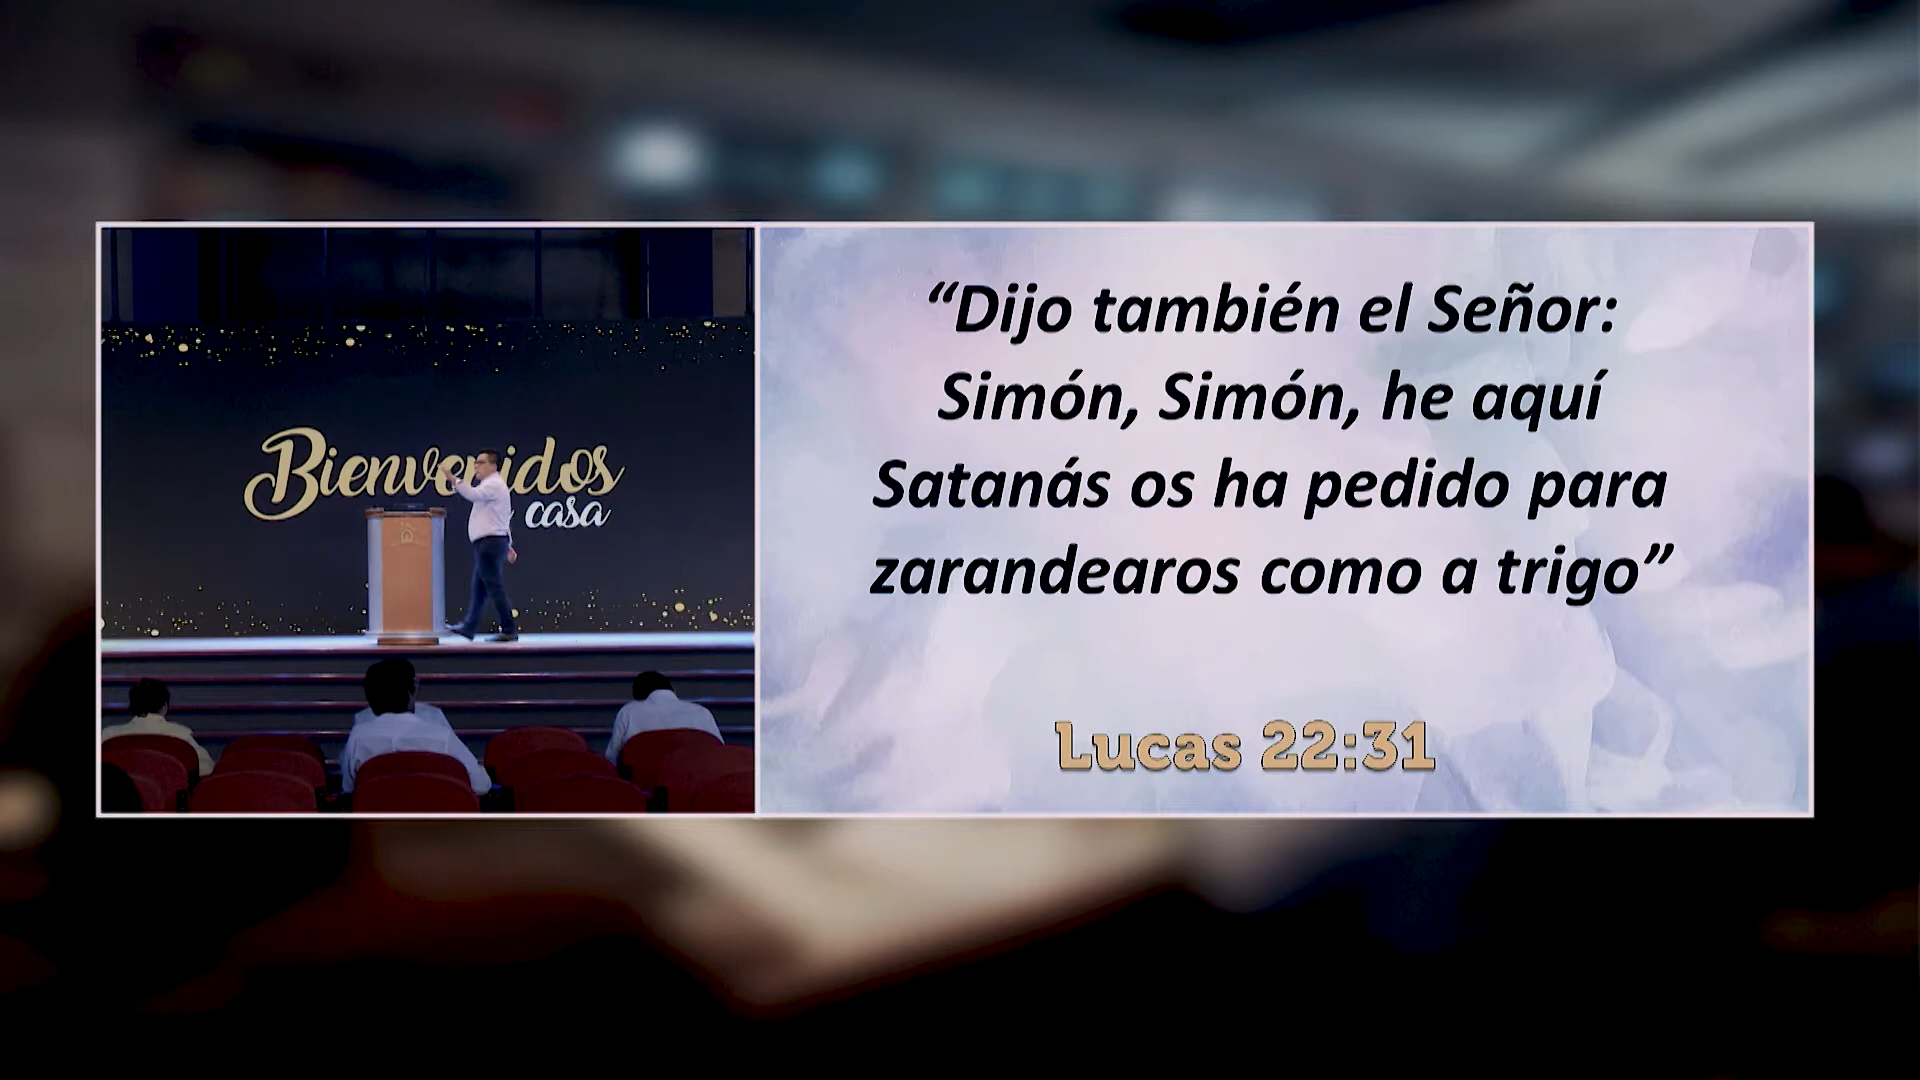 Bienvenidos
casa
“Dijo también el Señor:
Simón, Simón, he aquí
Satanás os ha pedido para
zarandearos como a trigo”
Lucas 22:31